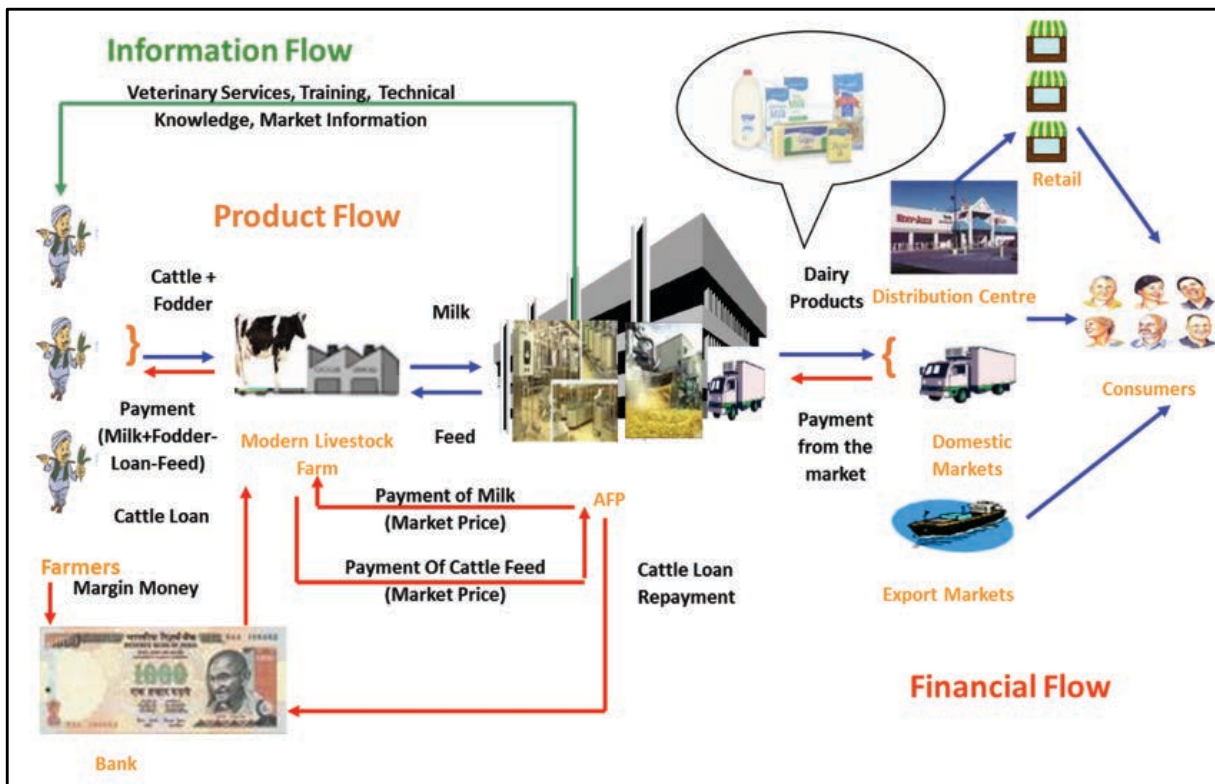 Information Flow
Veterinary Services, Training, Technical
Knowledge, Market Information
Product Flow
Cattle +
Fodder
Payment
(Milk+Fodder-
Loan-Feed)
Cattle Loan
Farmers
Margin Money
1000
Bank
Modern Livestock
Farm
Milk
Feed
Payment of Milk
(Market Price)
Payment Of Cattle Feed
(Market Price)
AFP
Cattle Loan
Repayment
Dairy
Products
Payment
from the
market
Retail
Distribution Centre
Domestic
Markets
Export Markets
Consumers
Financial Flow